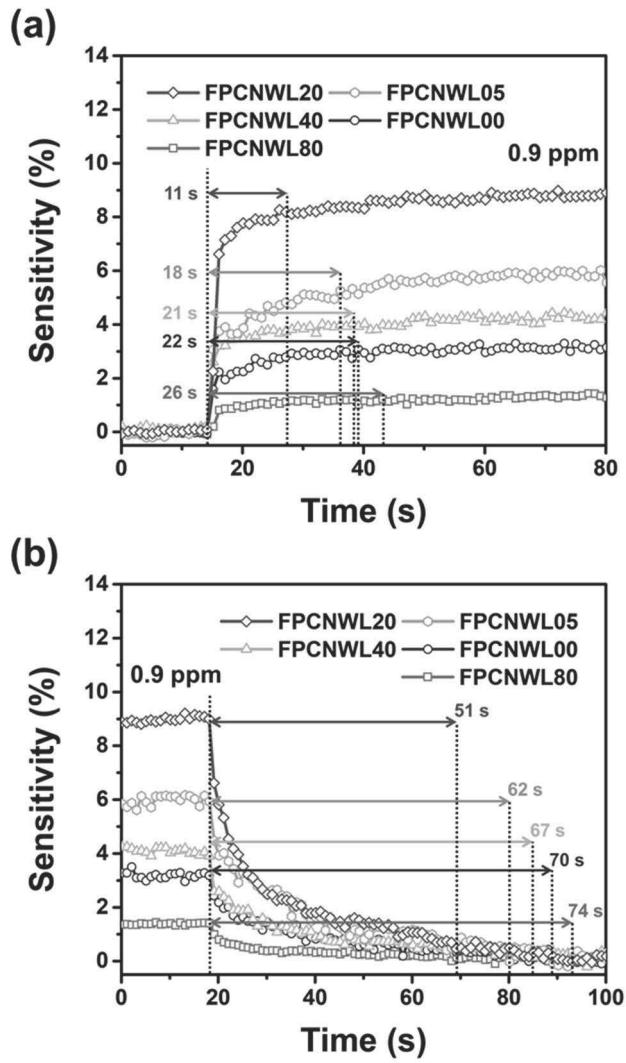 (a)
14
12
10
8
6
4
2
0
Sensitivity (%)
FPCNWL20 FPCNWL05
FPCNWL40 FPCNWL00
FPCNWL80
0.9 ppm
11 s
18 s
21 s
22 s
26 s
0 20 40 60 80
Time (s)
(b)
14
12
10
8
6
4
2
0
Sensitivity (%)
FPCNWL20 FPCNWL05
FPCNWL40 FPCNWL00
FPCNWL80
0.9 ppm
51 s
62 s
67 s
70 s
74 s
0 20 40 60 80 100
Time (s)